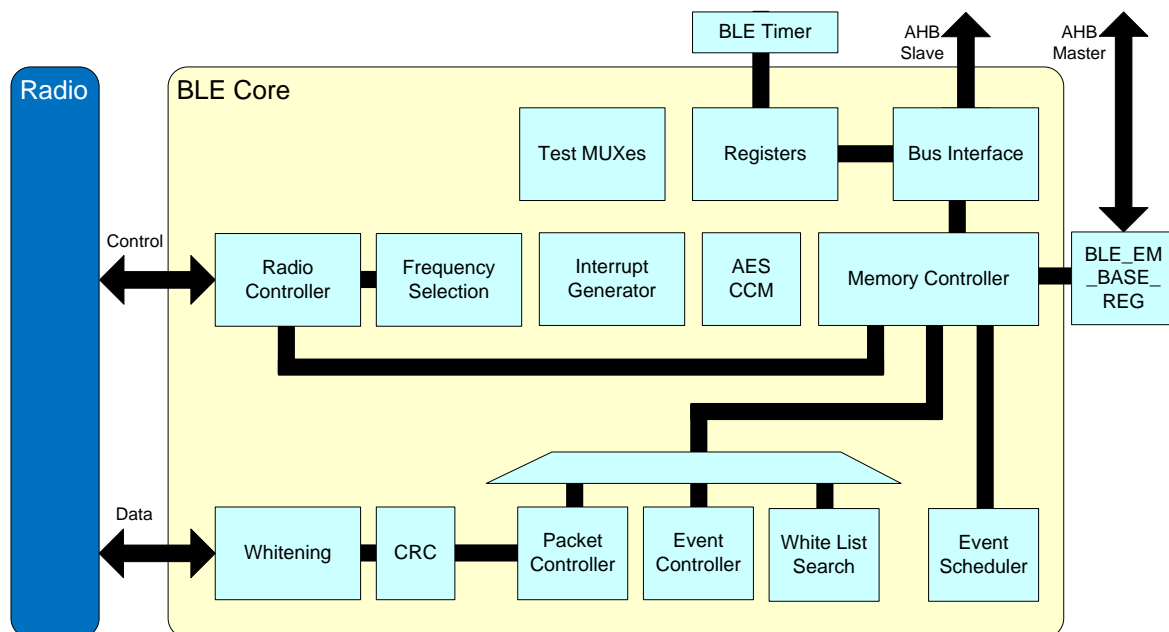 BLE Timer
AHB
Slave
AHB
Master
Radio
BLE Core
Test MUXes
Registers
Bus Interface
Control
Radio
Controller
Frequency
Selection
Interrupt
Generator
AES
CCM
Memory Controller
BLE_EM
_BASE_
REG
Data
Whitening
CRC
Packet
Controller
Event
Controller
White List
Search
Event
Scheduler